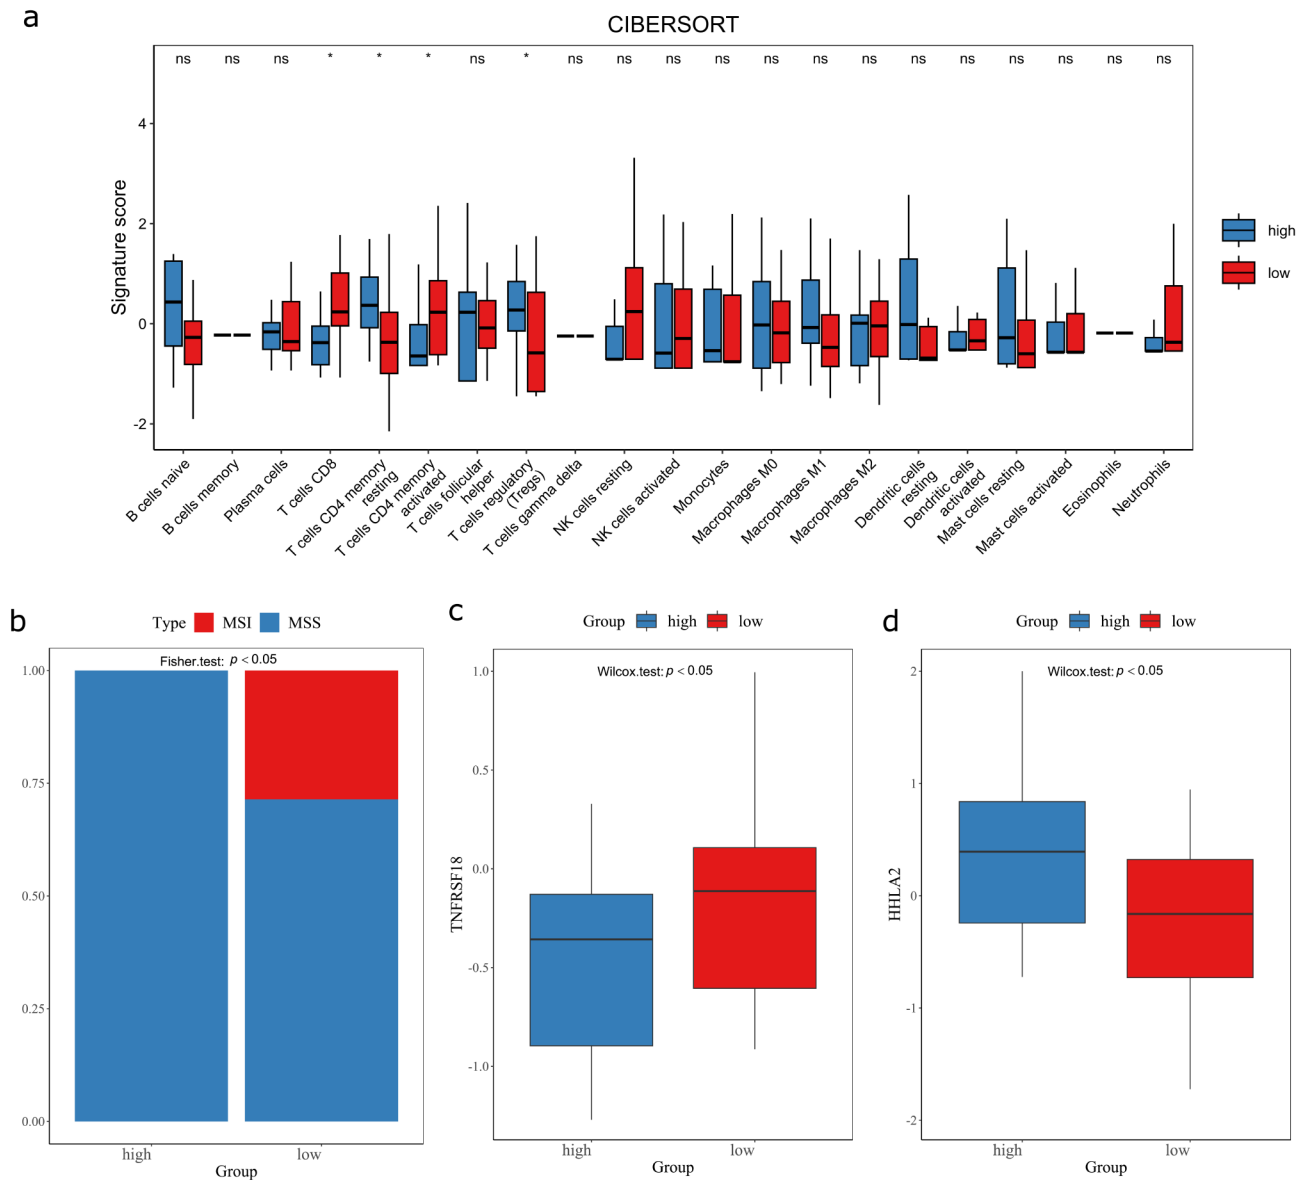 a
CIBERSORT
ns ns ns * * * ns * ns ns ns ns ns ns ns ns ns ns ns ns ns
Signature score
4
2
0
-2
high
low
B cells naive
B cells memory
Plasma cells
T cells CD8
T cells CD4 memory
resting
T cells CD4 memory
activated
T cells follicular
helper
T cells regulatory
(Tregs)
T cells gamma delta
NK cells resting
NK cells activated
Monocytes
Macrophages M0
Macrophages M1
Macrophages M2
Dendritic cells
resting
Dendritic cells
activated
Mast cells resting
Mast cells activated
Eosinophils
Neutrophils
b
Type MSI MSS
Fisher.test: p < 0.05
1.00
0.75
0.50
0.25
0.00
high low
Group
c
Group high low
Wilcox.test: p < 0.05
TNFRSF18
1.0
0.5
0.0
-0.5
-1.0
high low
Group
d
Group high low
Wilcox.test: p < 0.05
HHLA2
2
1
0
-1
-2
high low
Group